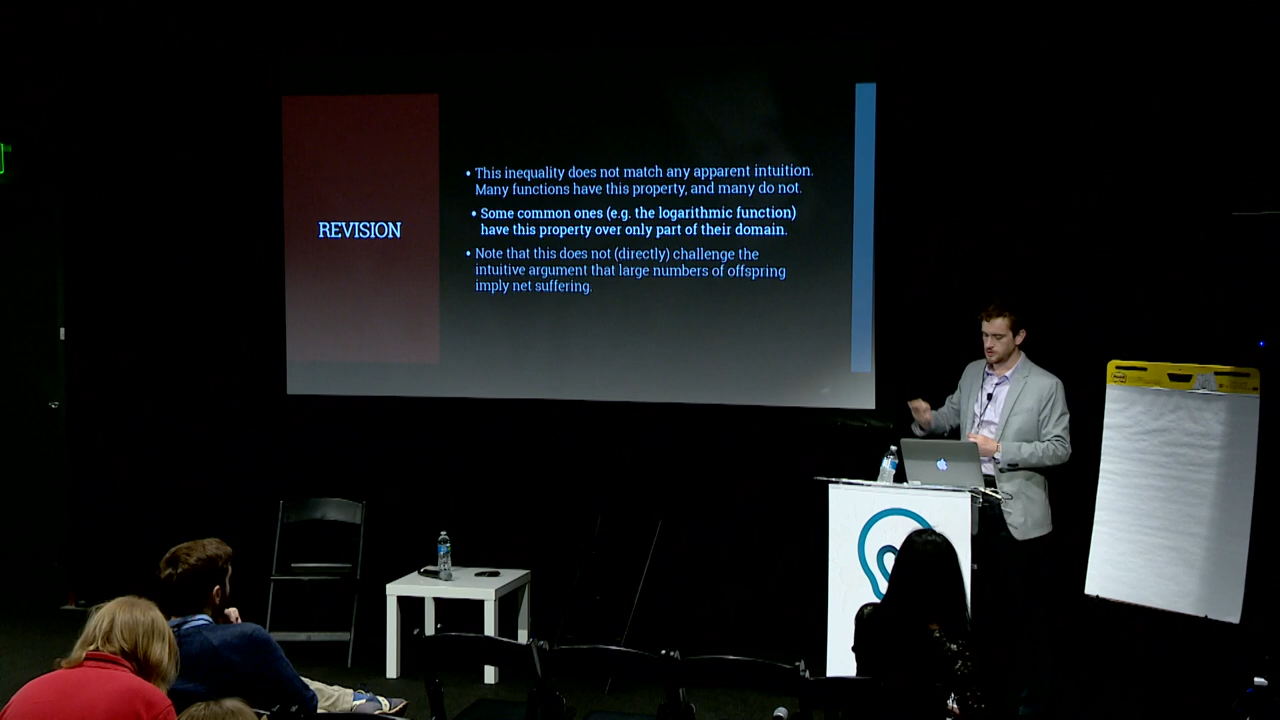 REVISION
• This inequality does not match any apparent intuition.
Many functions have this property, and many do not.
• Some common ones (e.g. the logarithmic function)
have this property over only part of their domain.
• Note that this does not (directly) challenge the
intuitive argument that large numbers of offspring
imply net suffering.